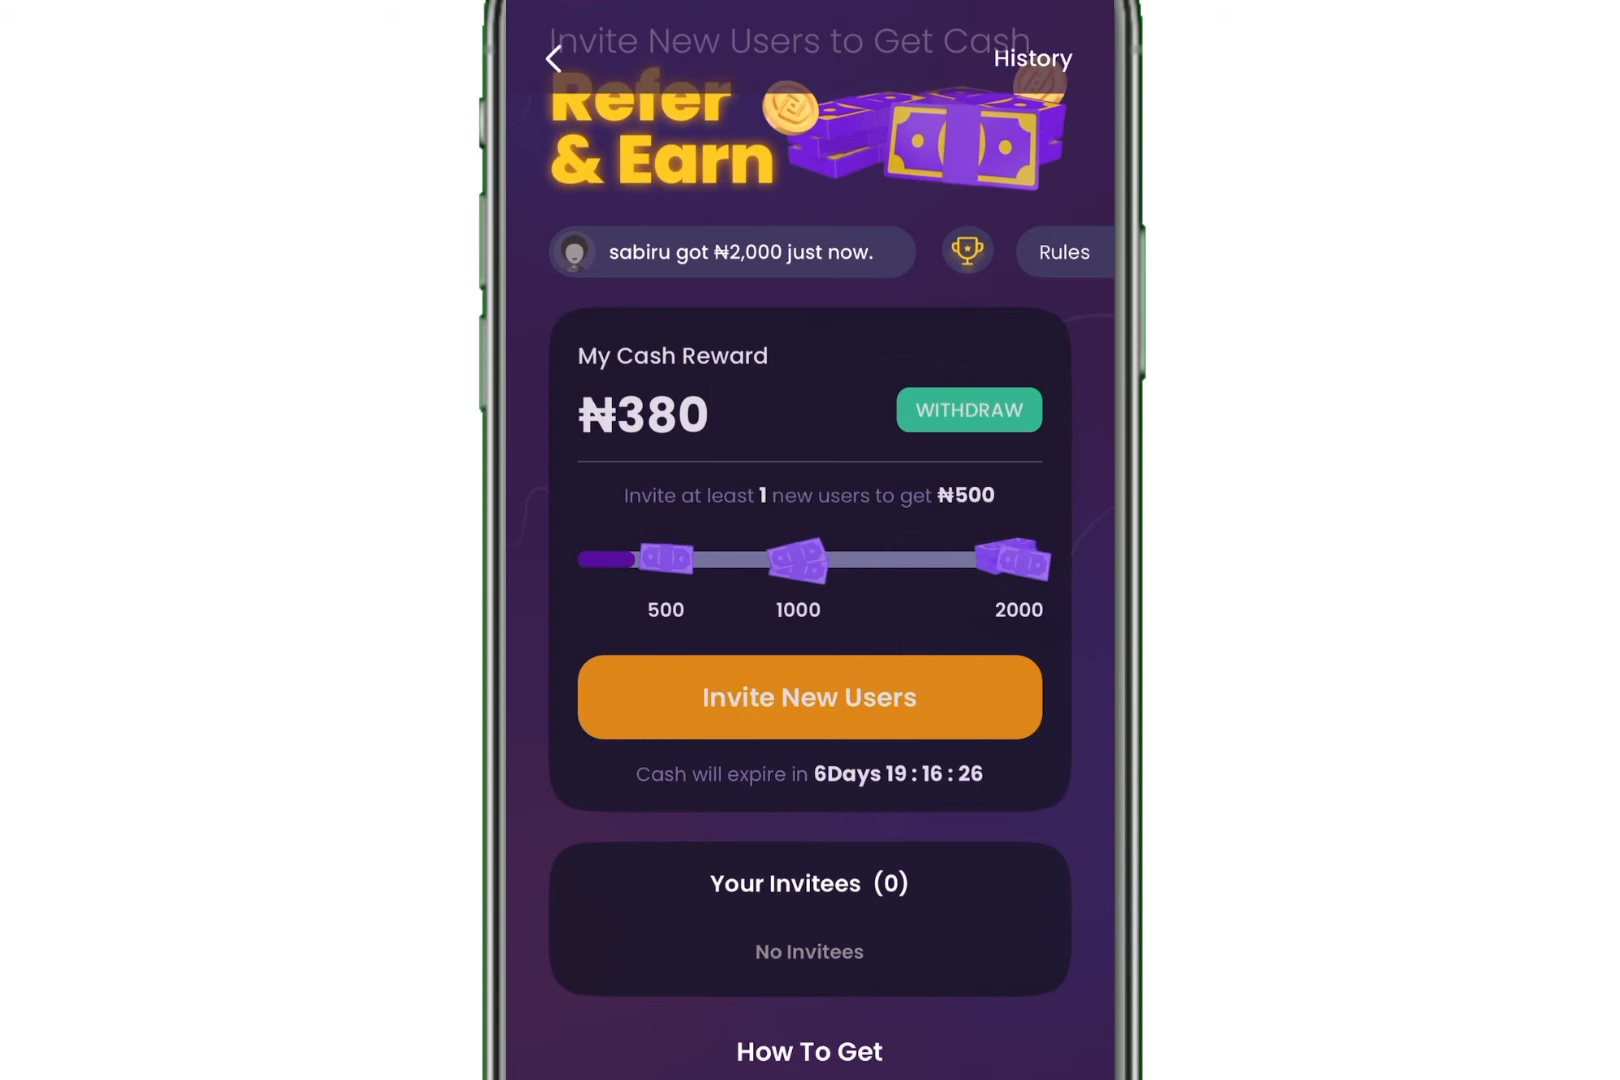 Invite New Users to Get Cash
History
Refer
& Earn
sabiru got ₦2,000 just now.
Rules
My Cash Reward
₦380
WITHDRAW
Invite at least 1 new users to get ₦500
500
1000
2000
Invite New Users
Cash will expire in 6Days 19 : 16 : 26
Your Invitees (0)
No Invitees
How To Get